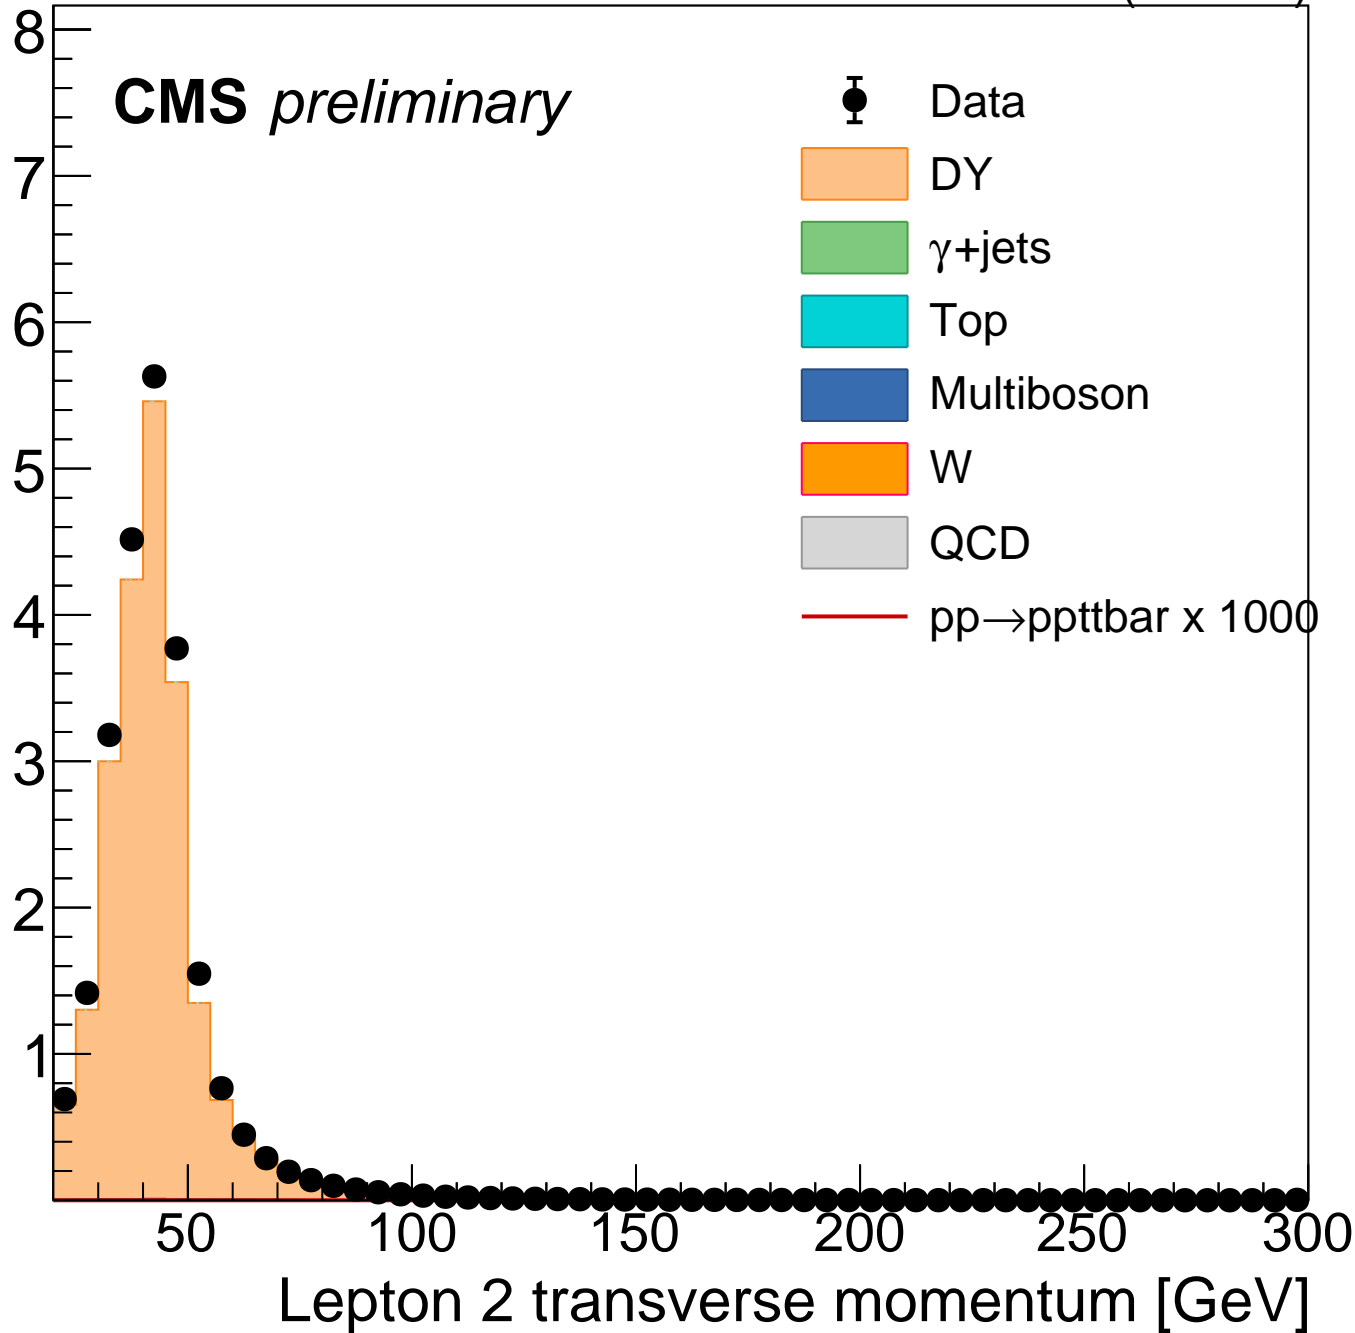 CMS preliminary
Data
DY
γ+jets
Top
Multiboson
W
QCD
pp→ppttbar x 1000
8
7
6
5
4
3
2
1
50 100 150 200 250 300
Lepton 2 transverse momentum [GeV]